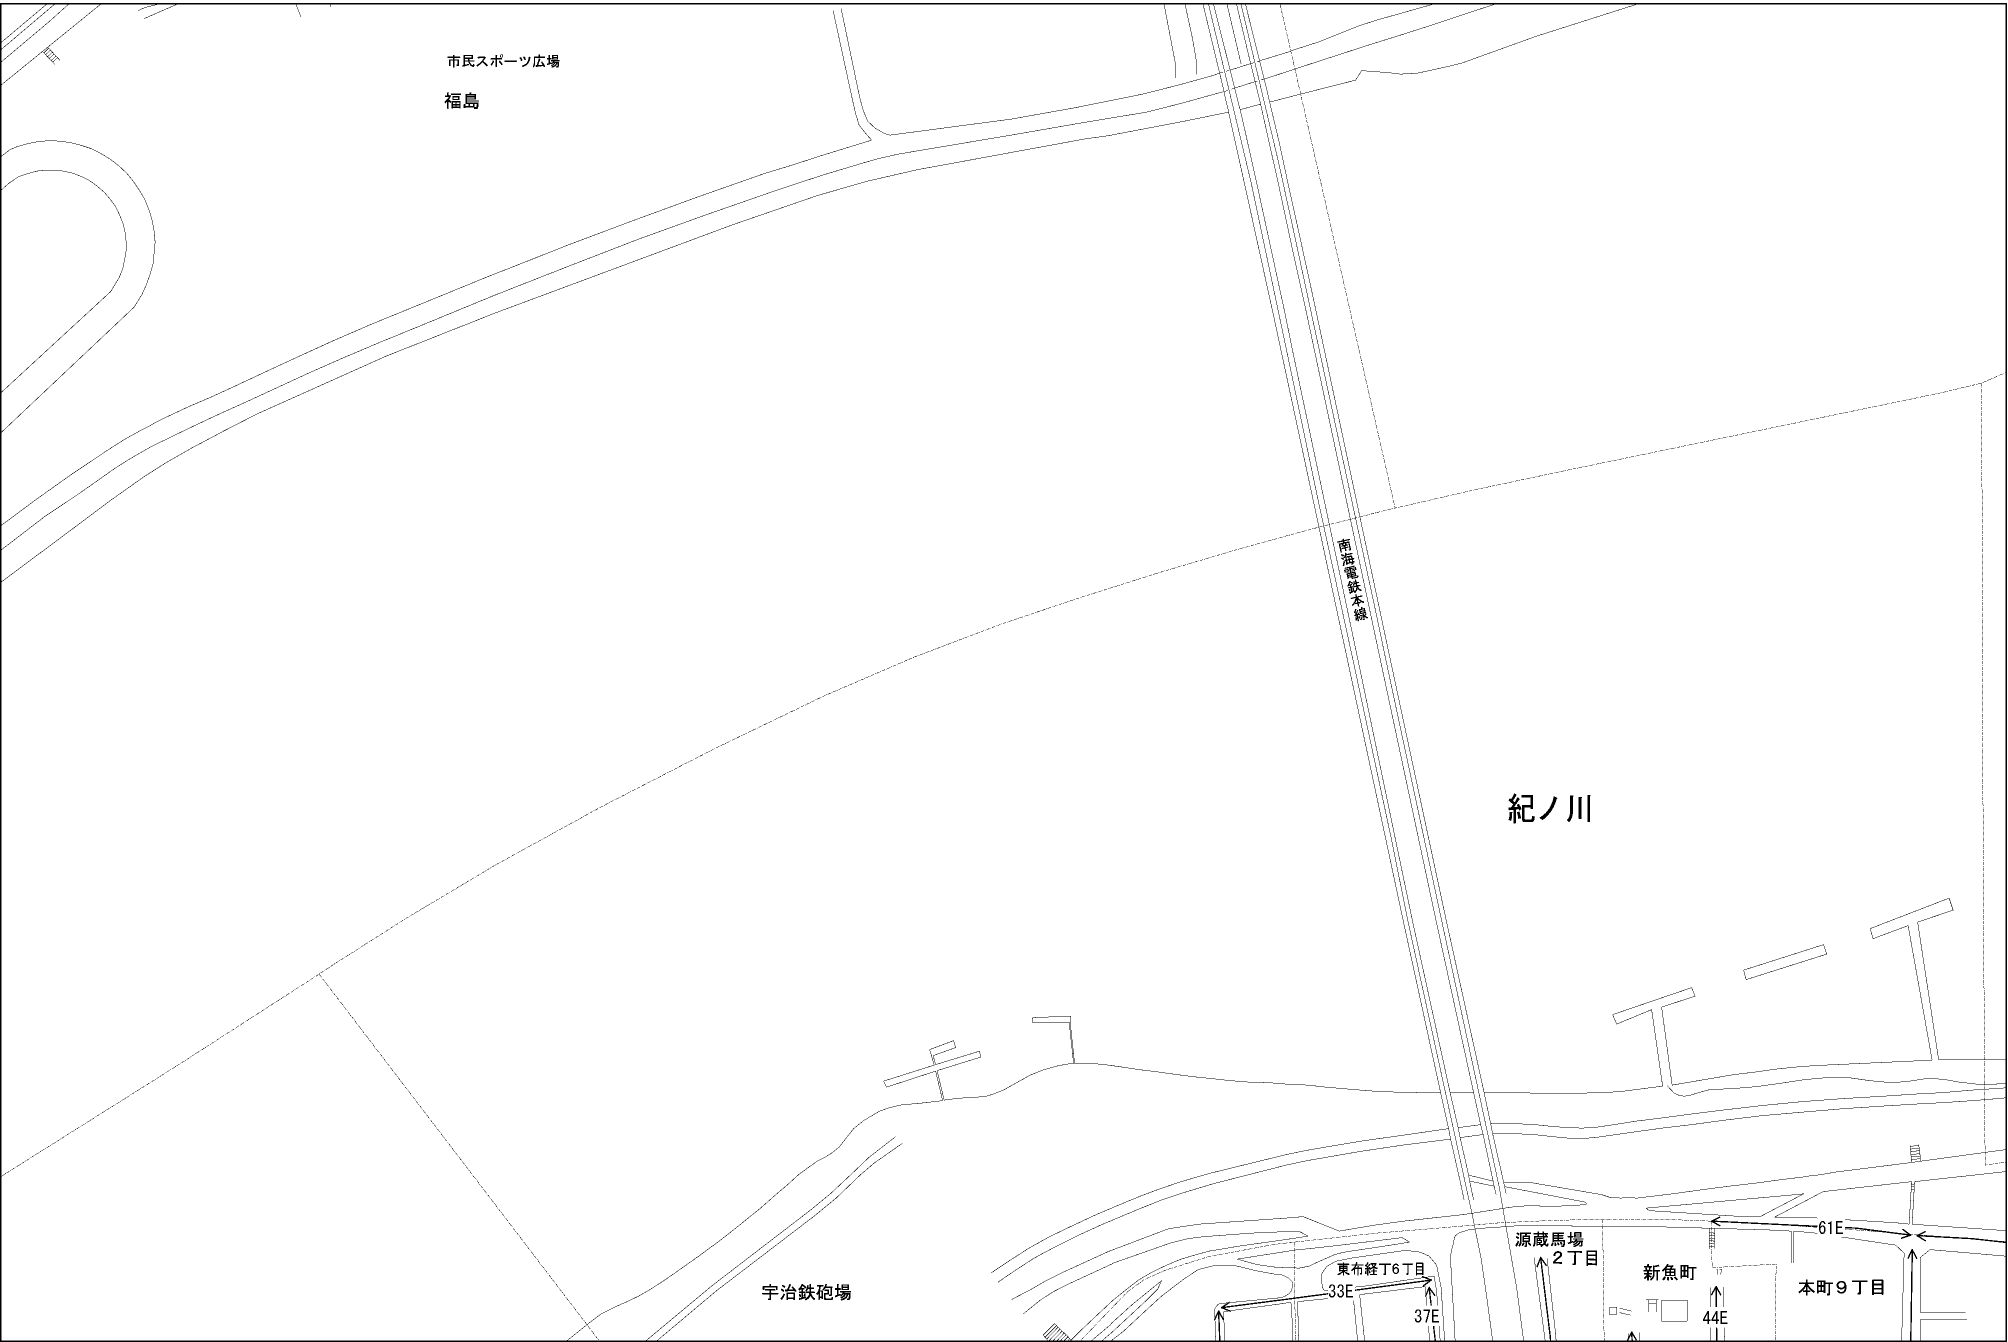 市民スポーツ広場
福島
南海電鉄本線
紀ノ川
61E
源蔵馬場
２丁目
東布経丁6丁目
新魚町
本町９丁目
宇治鉄砲場
33E
37E
44E